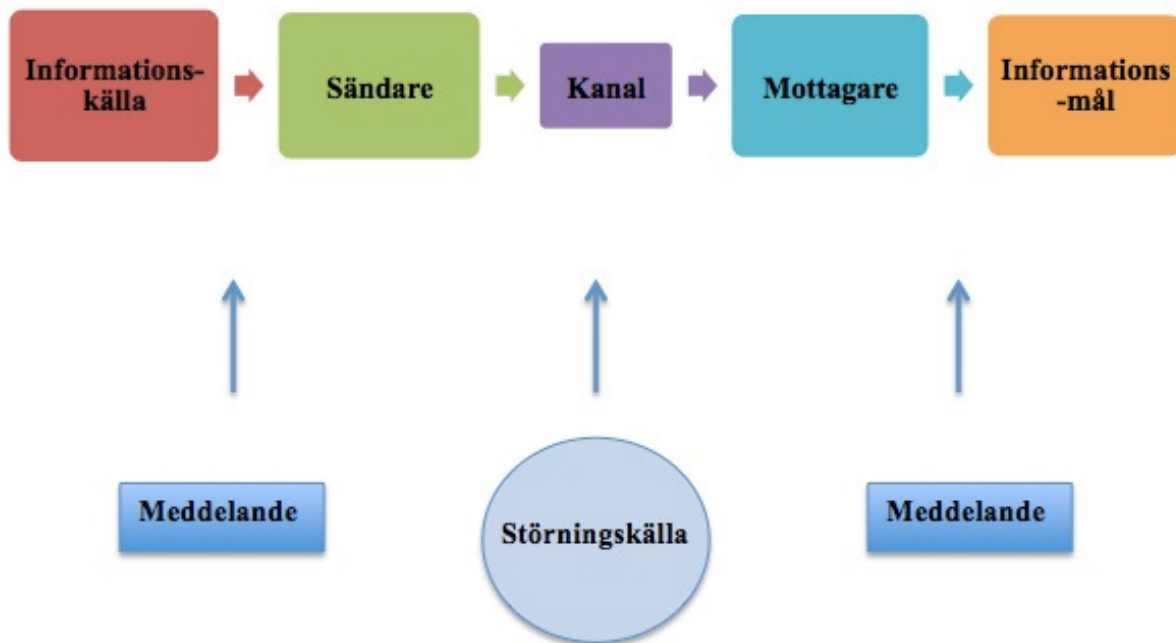 Informations-
källa
Sändare
Kanal
Mottagare
Informations
-mål
Meddelande
Störningskälla
Meddelande